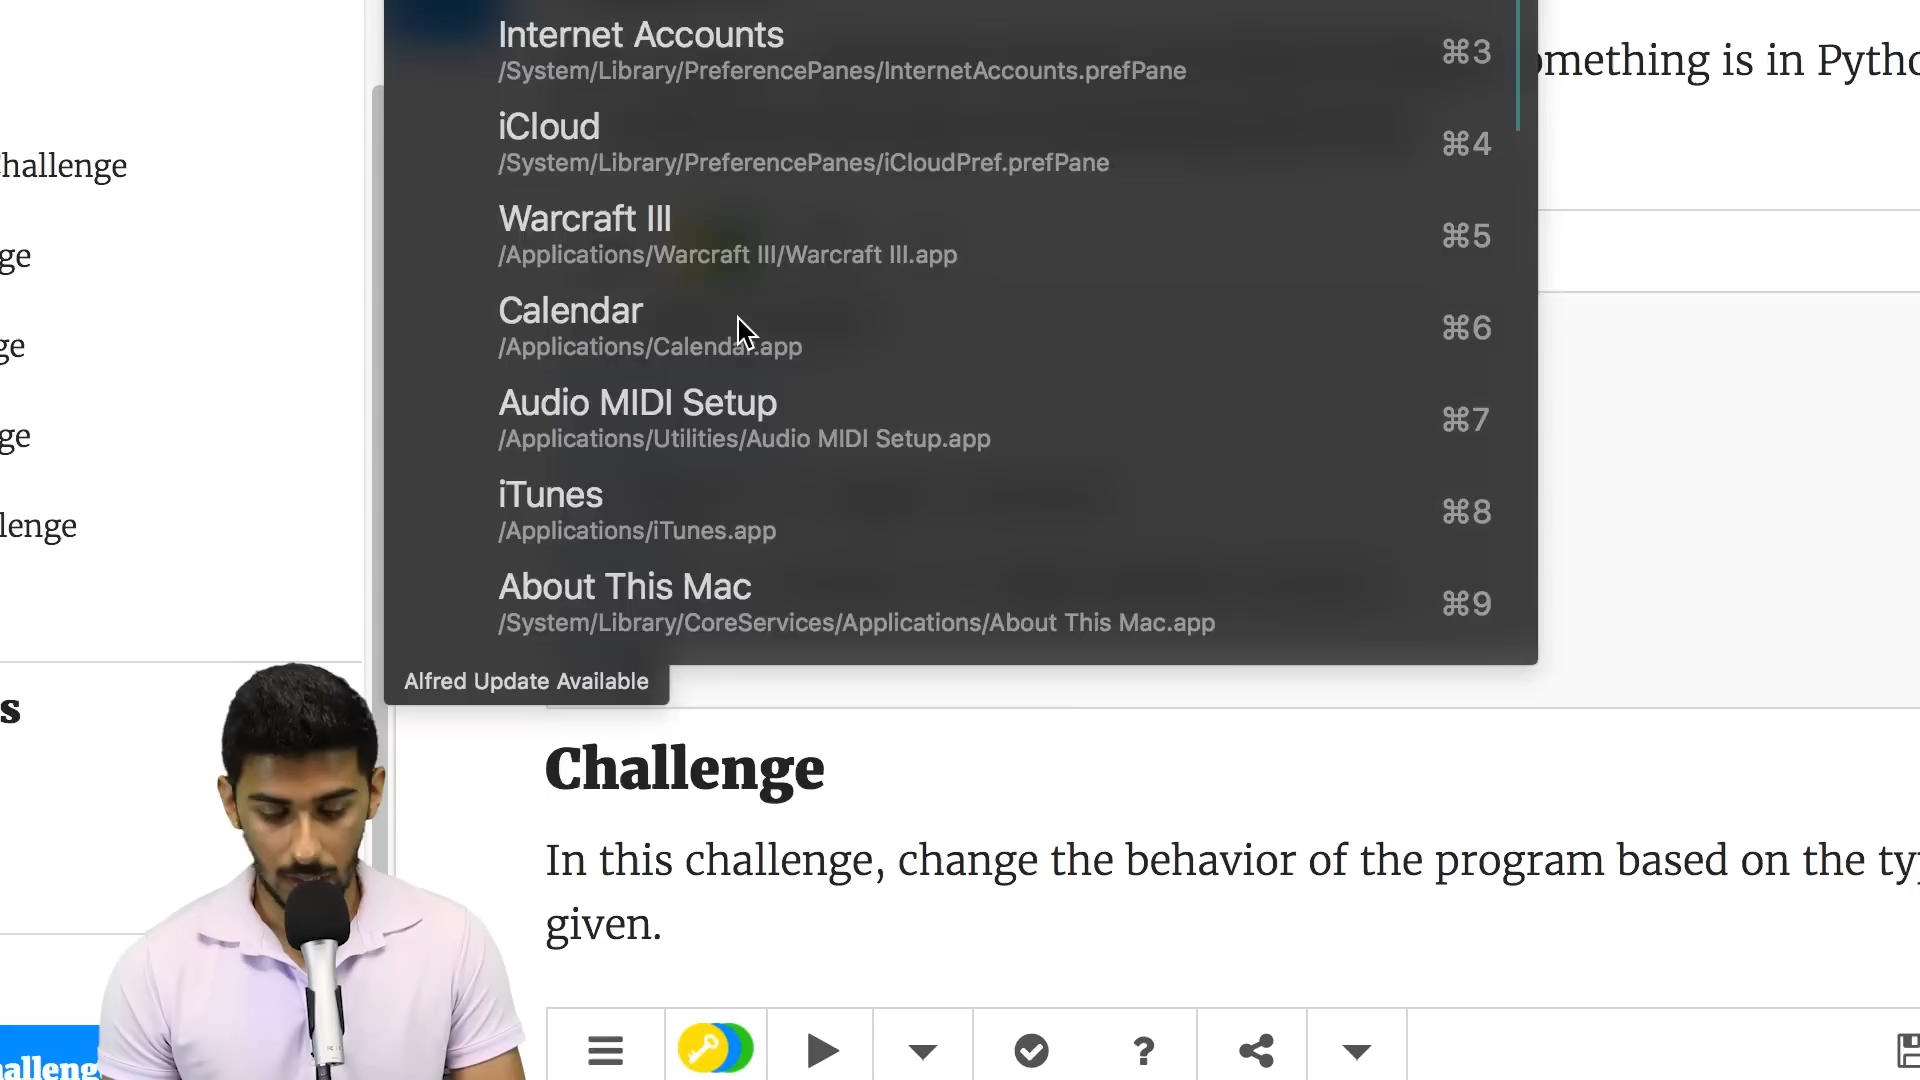 Internet Accounts
⌘3
/System/Library/PreferencePanes/InternetAccounts.prefPane
omething is in Pytho
iCloud
⌘4
/System/Library/PreferencePanes/iCloudPref.prefPane
hallenge
Warcraft III
⌘5
/Applications/Warcraft III/Warcraft III.app
ge
Calendar
⌘6
/Applications/Calendar.app
ge
Audio MIDI Setup
⌘7
/Applications/Utilities/Audio MIDI Setup.app
ge
iTunes
⌘8
/Applications/iTunes.app
lenge
About This Mac
⌘9
/System/Library/CoreServices/Applications/About This Mac.app
Alfred Update Available
s
Challenge
In this challenge, change the behavior of the program based on the ty
given.
?
alleng